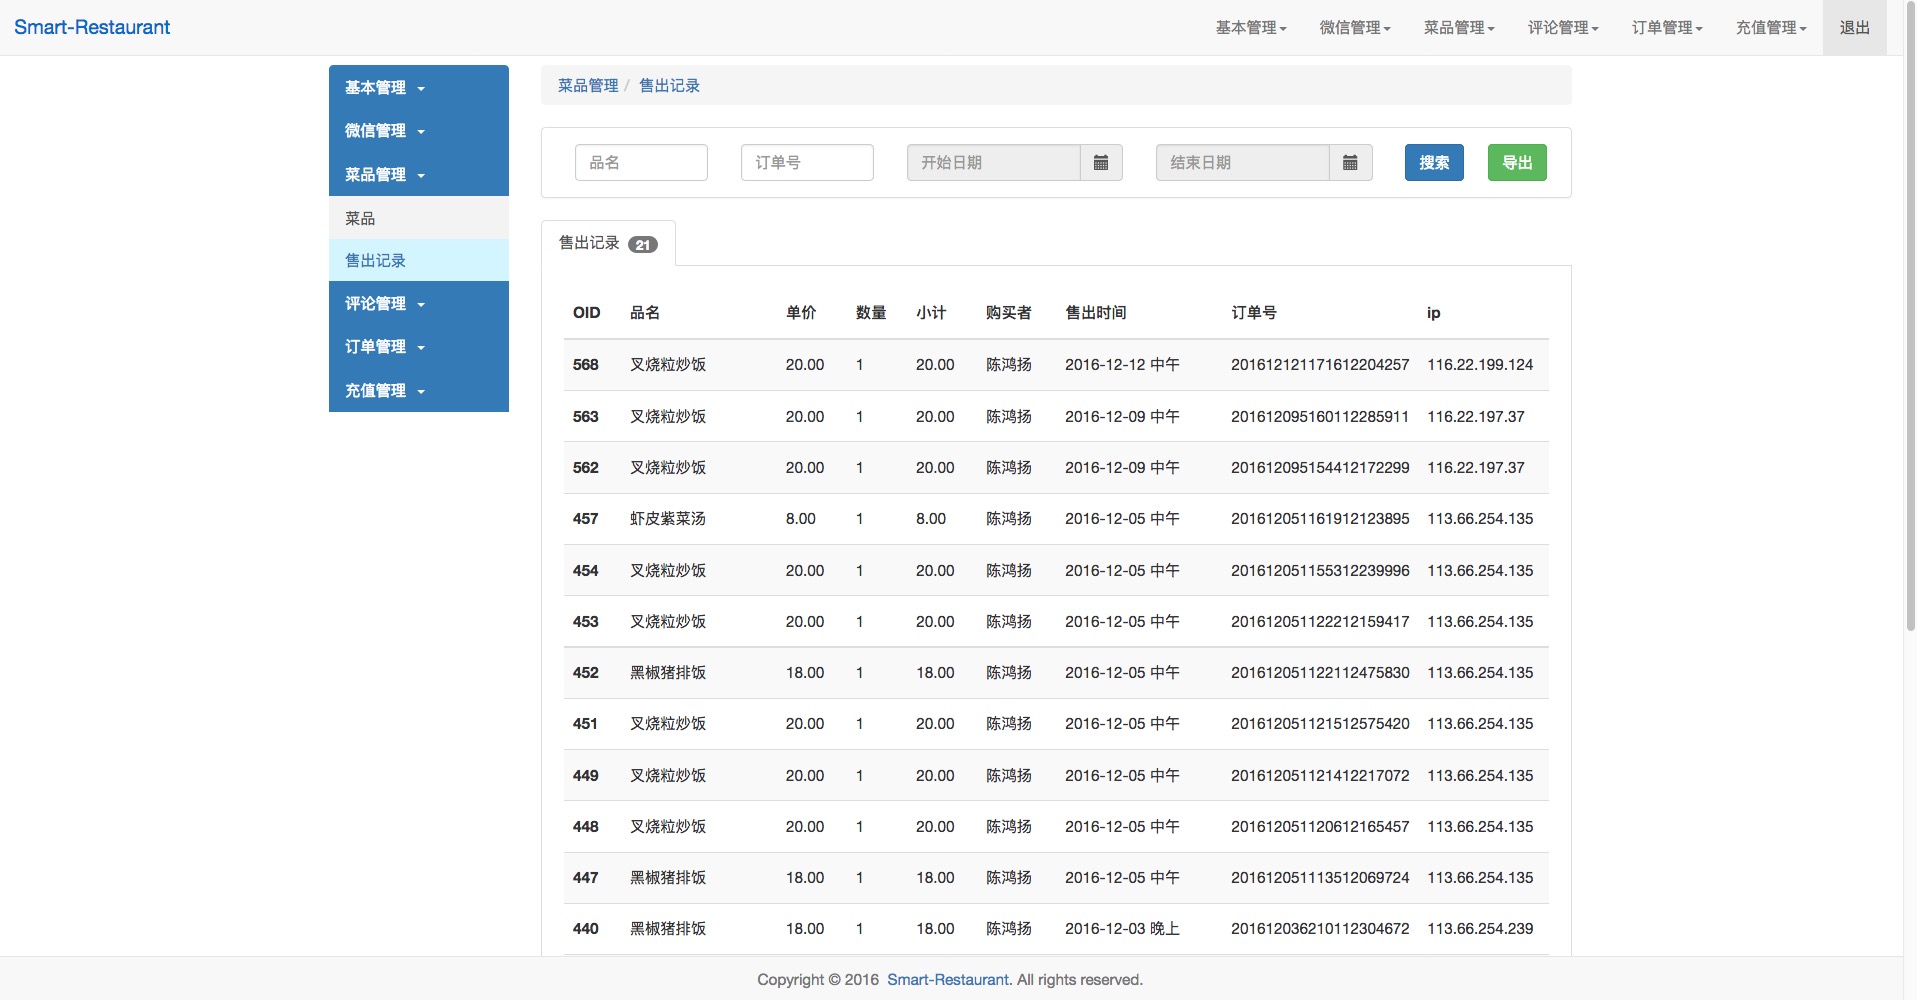 Smart-Restaurant 基本管理 微信管理 菜品管理 评论管理 订单管理 充值管理 退出
基本管理
微信管理
菜品管理
菜品
售出记录
评论管理
订单管理
充值管理
菜品管理 / 售出记录
品名 订单号 开始日期 结束日期 搜索 导出
售出记录 21
OID 品名 单价 数量 小计 购买者 售出时间 订单号 ip
568 叉烧粒炒饭 20.00 1 20.00 陈鸿扬 2016-12-12 中午 201612121171612204257 116.22.199.124
563 叉烧粒炒饭 20.00 1 20.00 陈鸿扬 2016-12-09 中午 201612095160112285911 116.22.197.37
562 叉烧粒炒饭 20.00 1 20.00 陈鸿扬 2016-12-09 中午 201612095154412172299 116.22.197.37
457 虾皮紫菜汤 8.00 1 8.00 陈鸿扬 2016-12-05 中午 201612051161912123895 113.66.254.135
454 叉烧粒炒饭 20.00 1 20.00 陈鸿扬 2016-12-05 中午 201612051155312239996 113.66.254.135
453 叉烧粒炒饭 20.00 1 20.00 陈鸿扬 2016-12-05 中午 201612051122212159417 113.66.254.135
452 黑椒猪排饭 18.00 1 18.00 陈鸿扬 2016-12-05 中午 201612051122112475830 113.66.254.135
451 叉烧粒炒饭 20.00 1 20.00 陈鸿扬 2016-12-05 中午 201612051121512575420 113.66.254.135
449 叉烧粒炒饭 20.00 1 20.00 陈鸿扬 2016-12-05 中午 201612051121412217072 113.66.254.135
448 叉烧粒炒饭 20.00 1 20.00 陈鸿扬 2016-12-05 中午 201612051120612165457 113.66.254.135
447 黑椒猪排饭 18.00 1 18.00 陈鸿扬 2016-12-05 中午 201612051113512069724 113.66.254.135
440 黑椒猪排饭 18.00 1 18.00 陈鸿扬 2016-12-03 晚上 201612036210112304672 113.66.254.239
Copyright © 2016 Smart-Restaurant. All rights reserved.